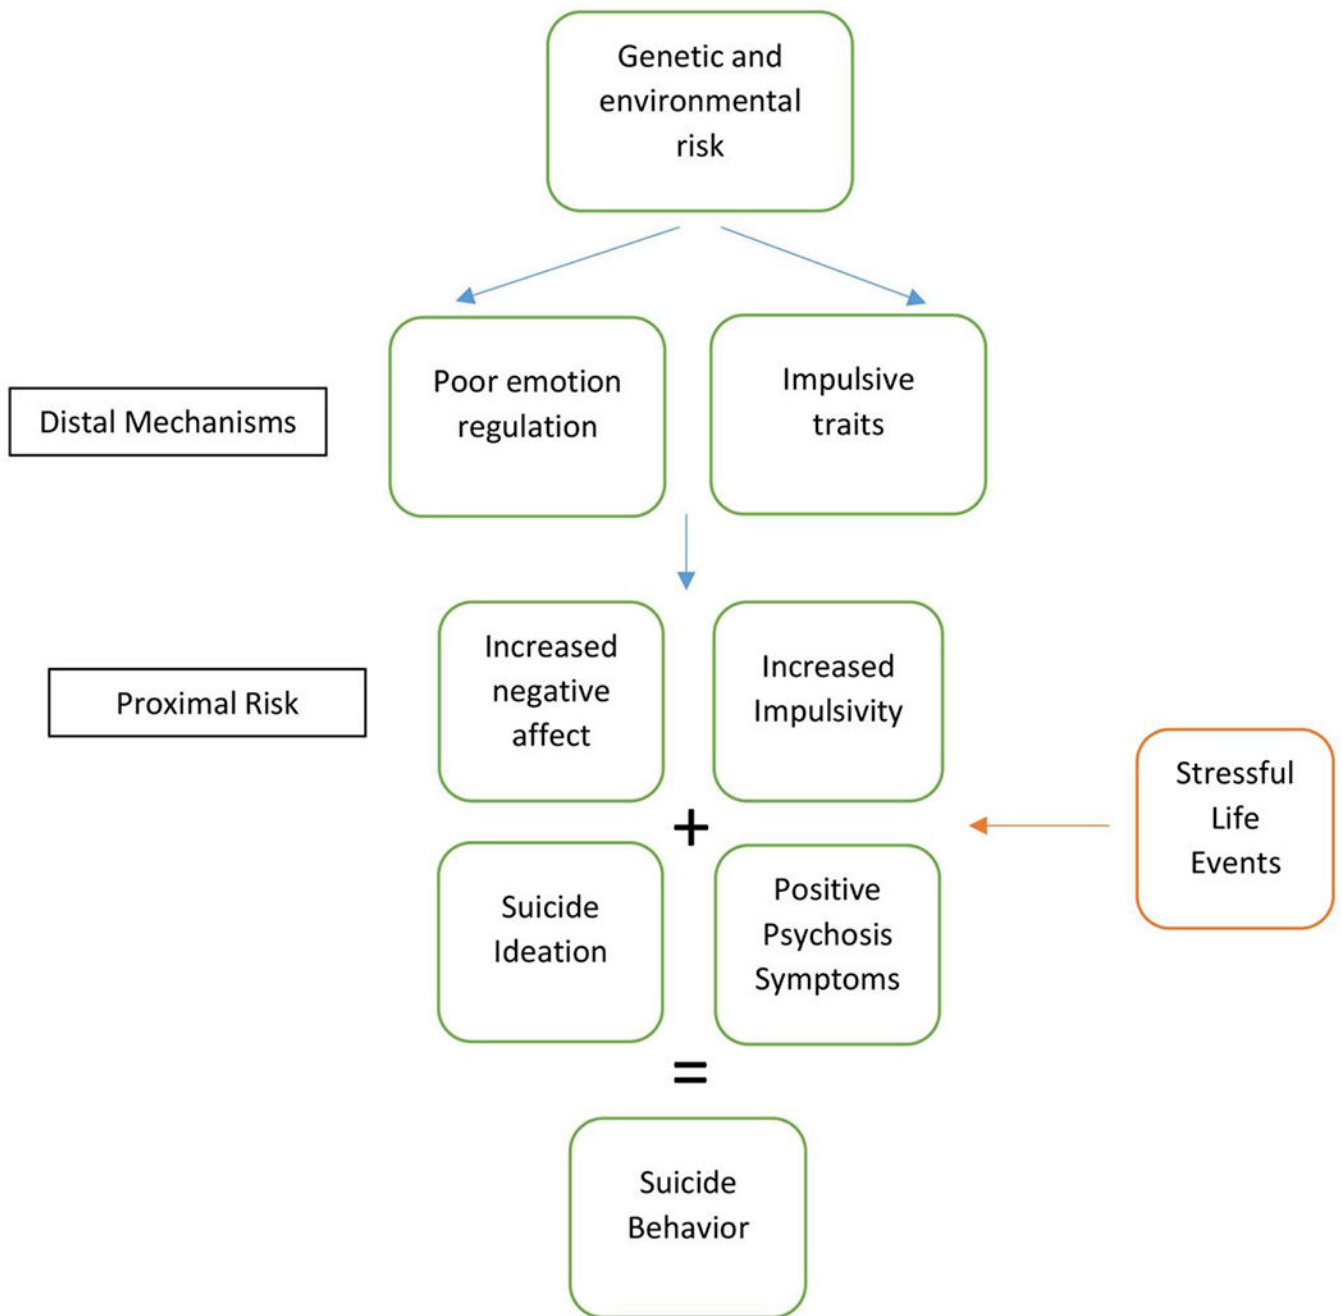 Genetic and
environmental
risk
Distal Mechanisms
Poor emotion
regulation
Impulsive
traits
Proximal Risk
Increased
negative
affect
Increased
Impulsivity
+
Stressful
Life
Events
Suicide
Ideation
Positive
Psychosis
Symptoms
=
Suicide
Behavior